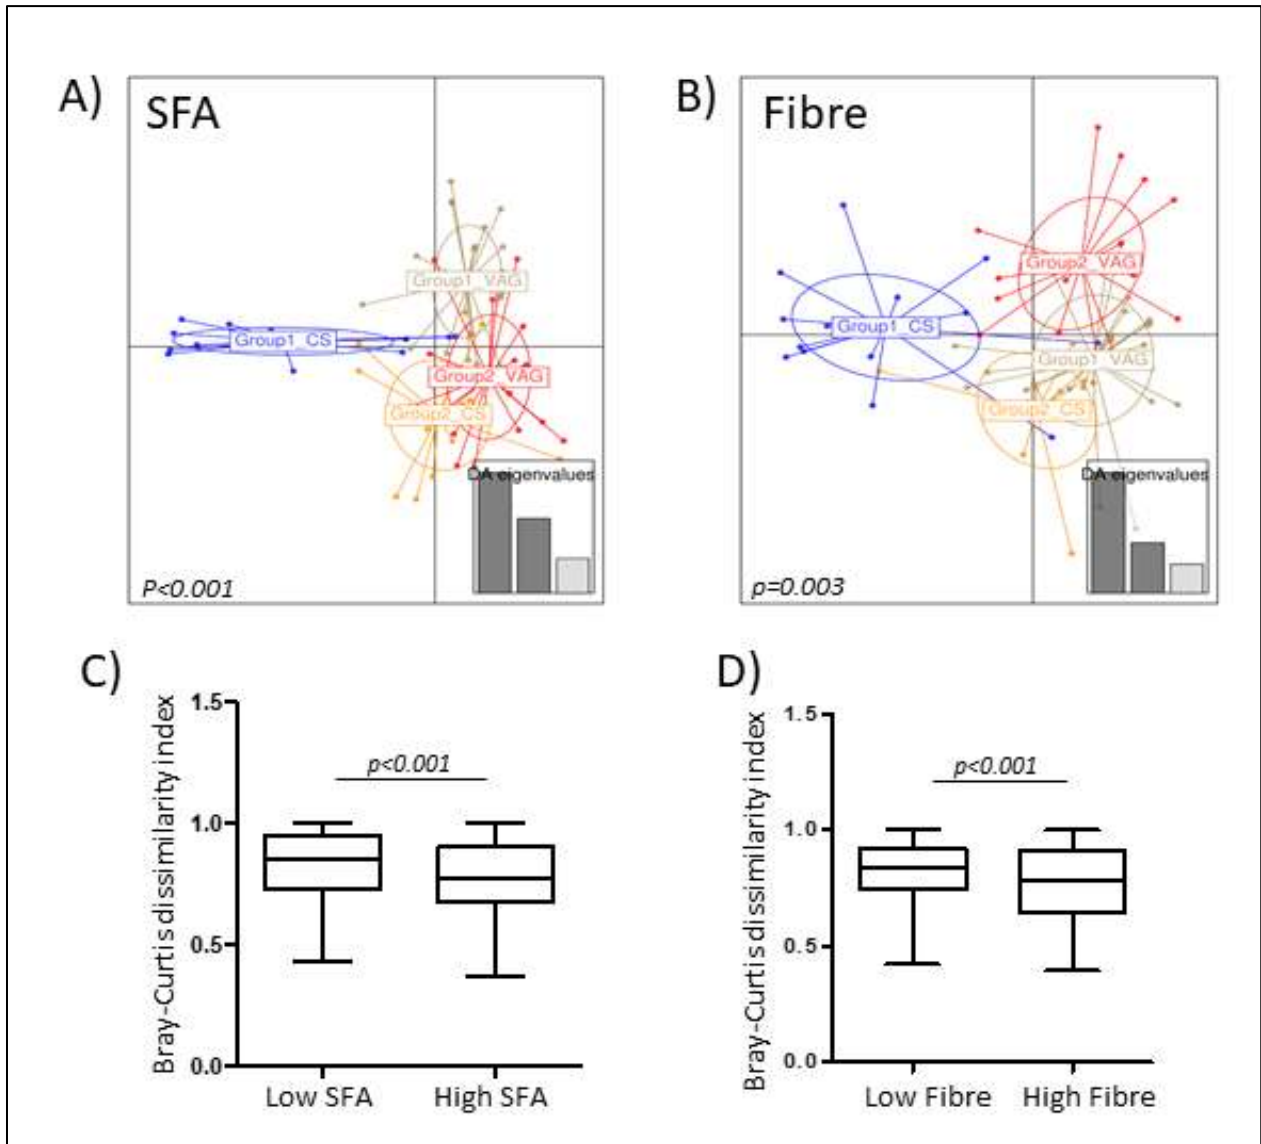 A)
SFA
Group1_VAG
Group1_CS
Group2_VAG
Group2_CS
DA eigenvalues
P<0.001
B)
Fibre
Group2_VAG
Group1_CS
Group1_VAG
Group2_CS
DA eigenvalues
p=0.003
C)
Bray-Curtis dissimilarity index
1.5
1.0
0.5
0.0
p<0.001
Low SFA
High SFA
D)
Bray-Curtis dissimilarity index
1.5
1.0
0.5
0.0
p<0.001
Low Fibre
High Fibre